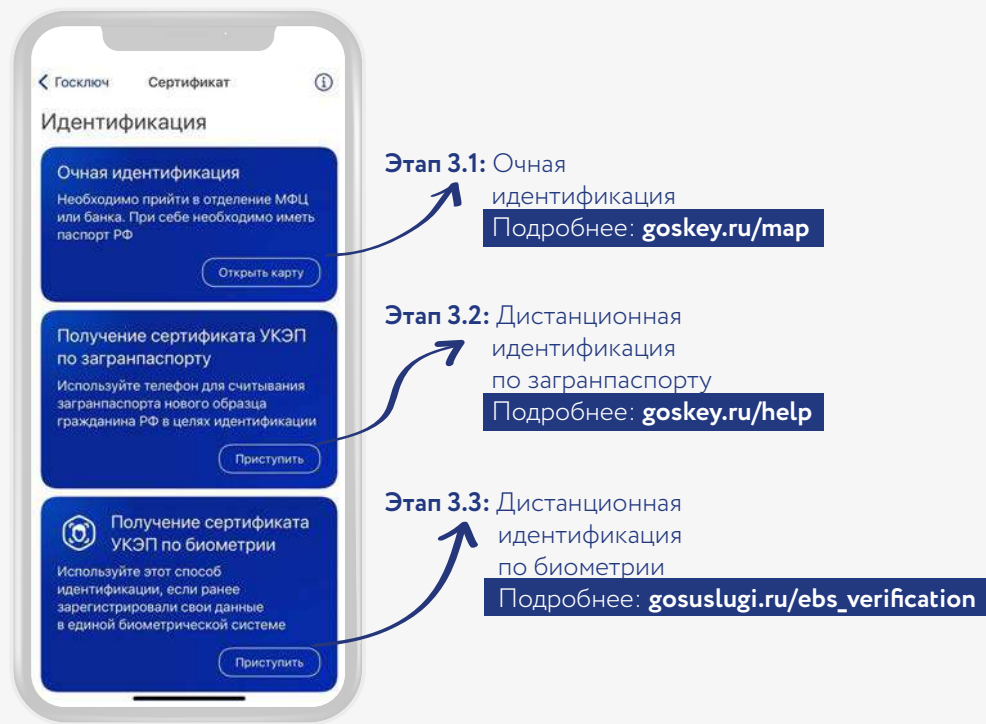 Госключ
Сертификат
Идентификация
Очная идентификация
Необходимо прийти в отделение МФЦ
или банка. При себе необходимо иметь
паспорт РФ
Открыть карту
Получение сертификата УКЭП
по загранпаспорту
Используйте телефон для считывания
загранпаспорта нового образца
гражданина РФ в целях идентификации
Приступить
Получение сертификата
УКЭП по биометрии
Используйте этот способ
идентификации, если ранее
зарегистрировали свои данные
в единой биометрической системе
Приступить
Этап 3.1: Очная
идентификация
Подробнее: goskey.ru/map
Этап 3.2: Дистанционная
идентификация
по загранпаспорту
Подробнее: goskey.ru/help
Этап 3.3: Дистанционная
идентификация
по биометрии
Подробнее: gosuslugi.ru/ebs_verification